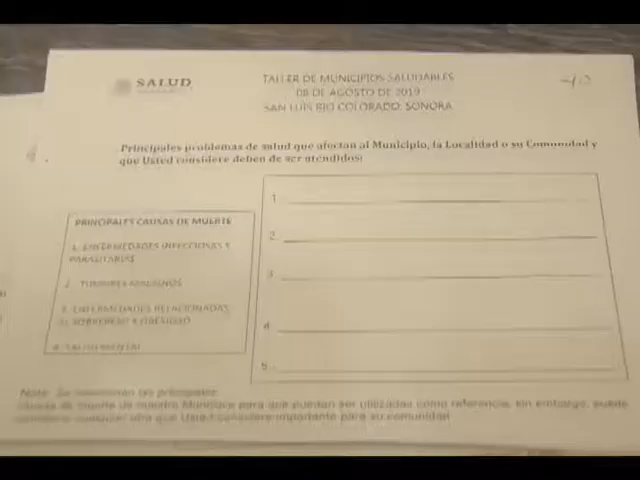 SALUD
TALLER DE MUNICIPIOS SALUDABLES
08 DE AGOSTO DE 2019
SAN LUIS RIO COLORADO, SONORA
Principales problemas de salud que afectan al Municipio, la Localidad o su Comunidad y
que Usted considere deben de ser atendidos:
PRINCIPALES CAUSAS DE MUERTE
1. ENFERMEDADES INFECCIOSAS Y
PARASITARIAS
2. TUMORES MALIGNOS
3. ENFERMEDADES RELACIONADAS
SOBREPESO Y OBESIDAD
4. SALUD MENTAL
1
2.
3
4
5.
Nota: Se mencionan las principales
causas de muerte de nuestro Municipio para que puedan ser utilizadas como referencia, sin embargo, puede
cualquier otra que Usted considere importante para su comunidad